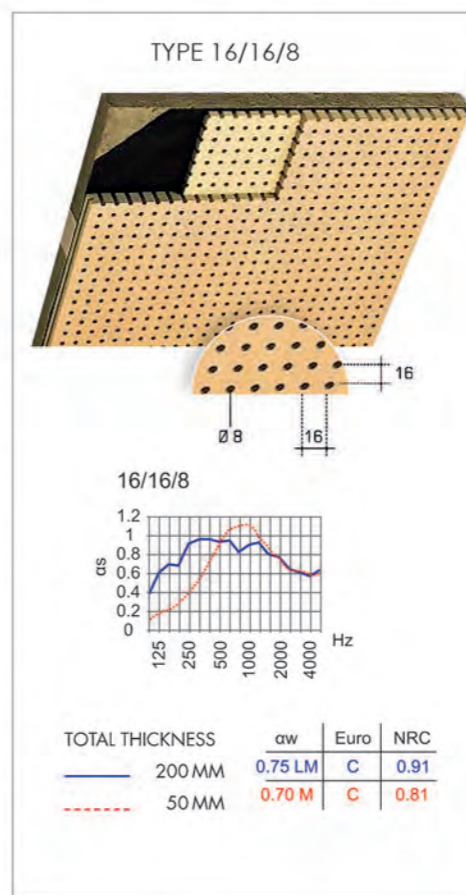 TYPE 16/16/8
16
Ø 8
16
16/16/8
1.2
1
0.8
0.6
0.4
0.2
0
αs
125
250
500
1000
2000
4000
Hz
TOTAL THICKNESS
αw Euro NRC
200 MM 0.75 LM C 0.91
50 MM 0.70 M C 0.81